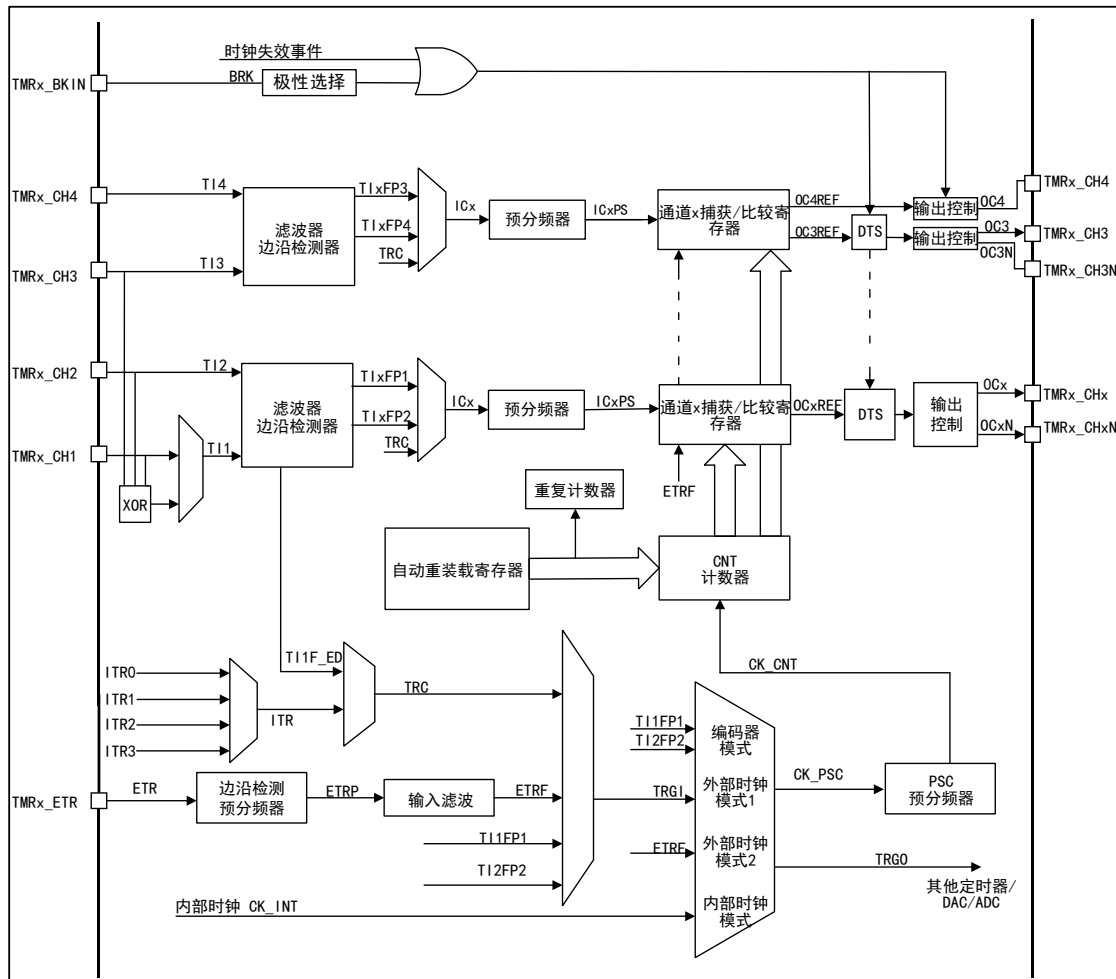 时钟失效事件
TMRx_BKIN
BRK
极性选择
TMRx_CH4
TI4
TIxFP3
ICx
预分频器
ICxPS
通道x捕获/比较寄存器
OC4REF
输出控制
OC4
TMRx_CH4
滤波器
边沿检测器
TIxFP4
TRC
OC3REF
DTS
输出控制
OC3
TMRx_CH3
OC3N
TMRx_CH3N
TMRx_CH3
TI3
TMRx_CH2
TI2
TIxFP1
ICx
预分频器
ICxPS
通道x捕获/比较寄存器
OCxREF
DTS
输出控制
OCx
TMRx_CHx
滤波器
边沿检测器
TIxFP2
TRC
OCxN
TMRx_CHxN
TMRx_CH1
TI1
XOR
ETRF
重复计数器
自动重装载寄存器
CNT
计数器
TI1F_ED
CK_CNT
ITR0
ITR1
ITR2
ITR3
ITR
TRC
TI1FP1
TI2FP2
编码器
模式
TMRx_ETR
ETR
边沿检测
预分频器
ETRP
输入滤波
ETRF
TRGI
外部时钟
模式1
CK_PSC
PSC
预分频器
TI1FP1
TI2FP2
ETRF
外部时钟
模式2
TRGO
其他定时器/
DAC/ADC
内部时钟 CK_INT
内部时钟
模式